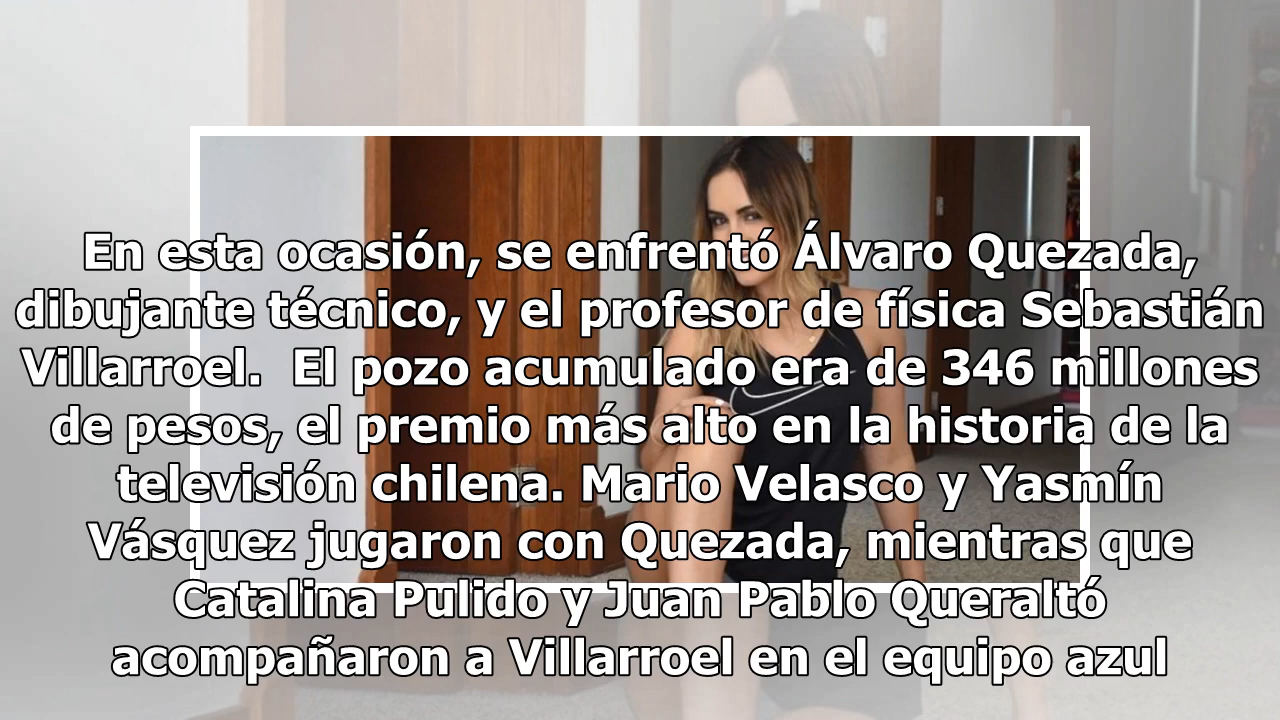 En esta ocasión, se enfrentó Álvaro Quezada,
dibujante técnico, y el profesor de física Sebastián
Villarroel.  El pozo acumulado era de 346 millones
de pesos, el premio más alto en la historia de la
televisión chilena. Mario Velasco y Yasmín
Vásquez jugaron con Quezada, mientras que
Catalina Pulido y Juan Pablo Queraltó
acompañaron a Villarroel en el equipo azul